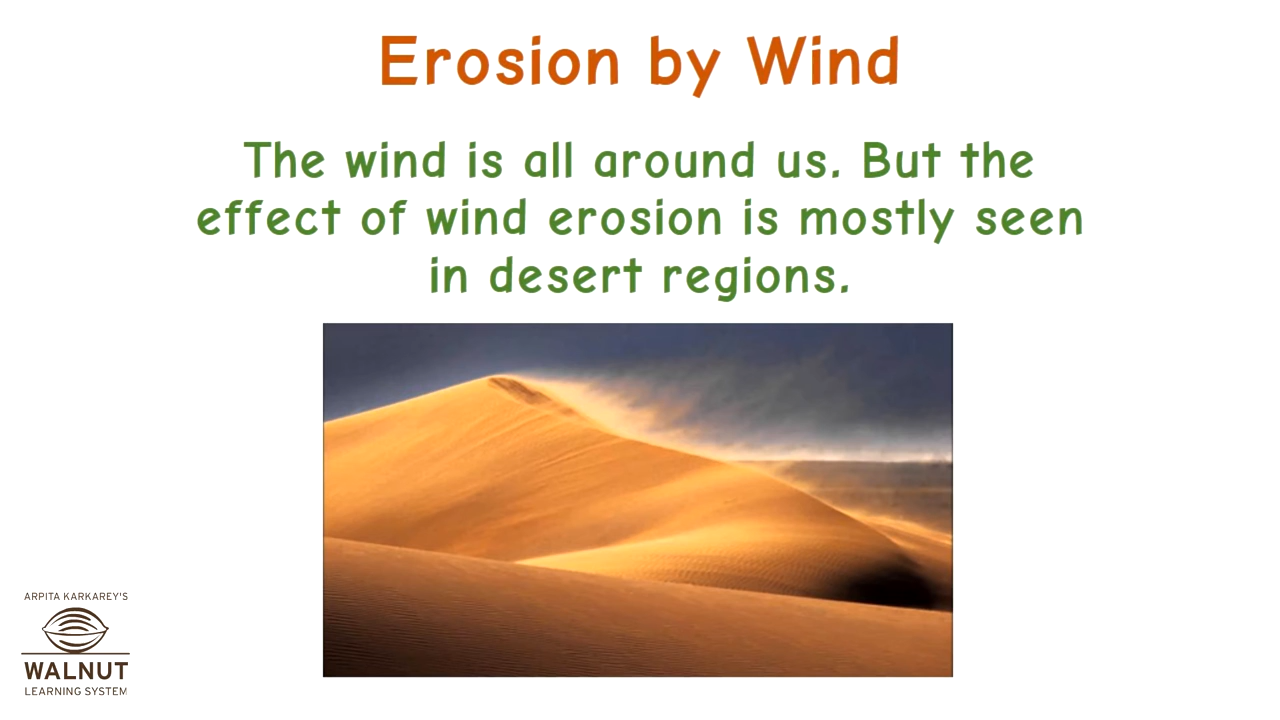 Erosion by Wind
The wind is all around us. But the
effect of wind erosion is mostly seen
in desert regions.
ARPITA KARKAREY'S
WALNUT
LEARNING SYSTEM